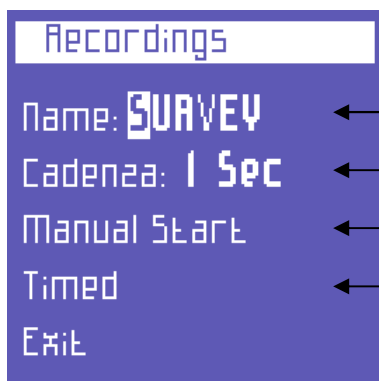 Recordings
Name: SURVEY
Cadenza: 1 Sec
Manual Start
Timed
Exit